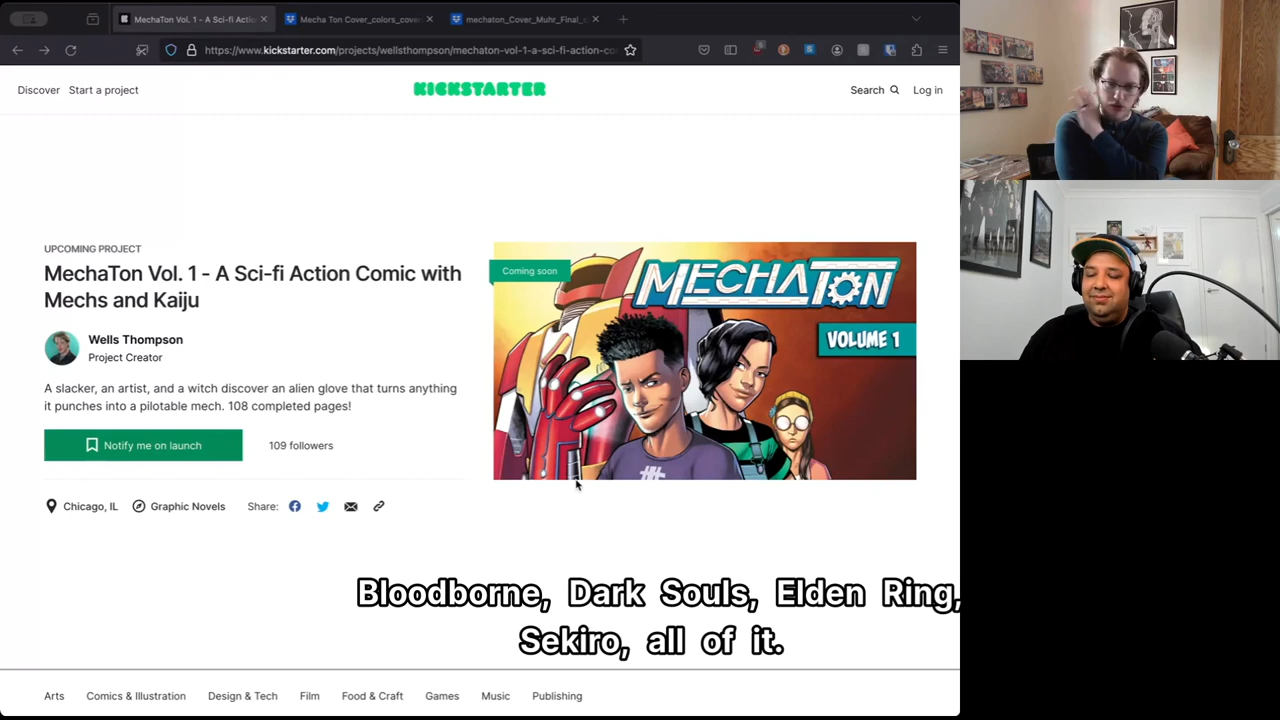 MechaTon Vol. 1 - A Sci-fi Actio
Mecha Ton Cover_colors_cover
mechaton_Cover_Muhr_Final_c
https://www.kickstarter.com/projects/wellsthompson/mechaton-vol-1-a-sci-fi-action-co
Discover
Start a project
KICKSTARTER
Search
Log in
UPCOMING PROJECT
MechaTon Vol. 1 - A Sci-fi Action Comic with
Mechs and Kaiju
Wells Thompson
Project Creator
A slacker, an artist, and a witch discover an alien glove that turns anything
it punches into a pilotable mech. 108 completed pages!
Notify me on launch
109 followers
Chicago, IL
Graphic Novels
Share:
Coming soon
MECHATON
VOLUME 1
Bloodborne, Dark Souls, Elden Ring,
Sekiro, all of it.
Arts
Comics & Illustration
Design & Tech
Film
Food & Craft
Games
Music
Publishing